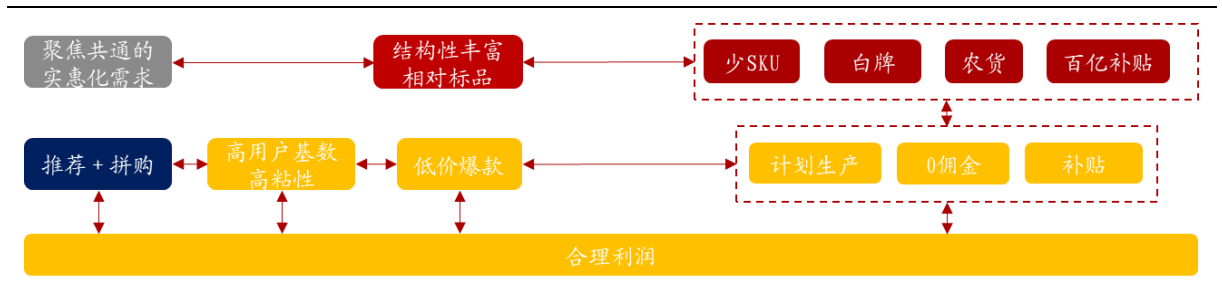 聚焦共通的
实惠化需求
结构性丰富
相对标品
少SKU
白牌
农货
百亿补贴
推荐+拼购
高用户基数
高粘性
低价爆款
计划生产
0佣金
补贴
合理利润